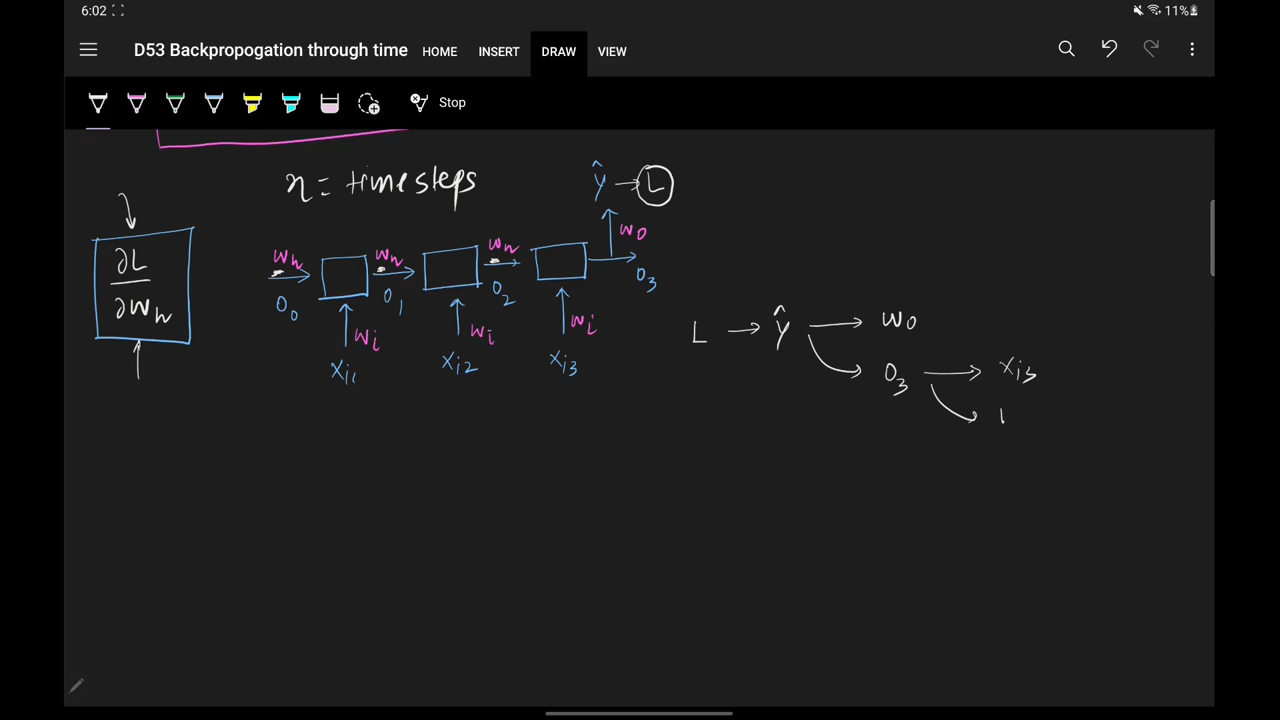 6:02
11%
D53 Backpropogation through time
HOME INSERT DRAW VIEW
Stop
n = timesteps
ŷ → L
∂L
∂Wh
Wh Wh Wh Wo
O0 O1 O2 O3
Wi Wi Wi
Xi1 Xi2 Xi3
L → ŷ → Wo
O3 → Xi3